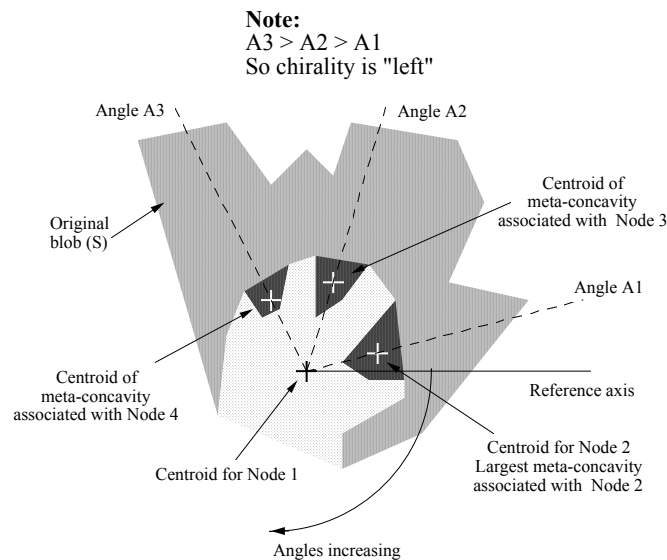 Note:
A3 > A2 > A1
So chirality is "left"
Angle A3
Angle A2
Centroid of
meta-concavity
associated with Node 3
Original
blob (S)
Angle A1
Centroid of
meta-concavity
associated with Node 4
Reference axis
Centroid for Node 1
Centroid for Node 2
Largest meta-concavity
associated with Node 2
Angles increasing